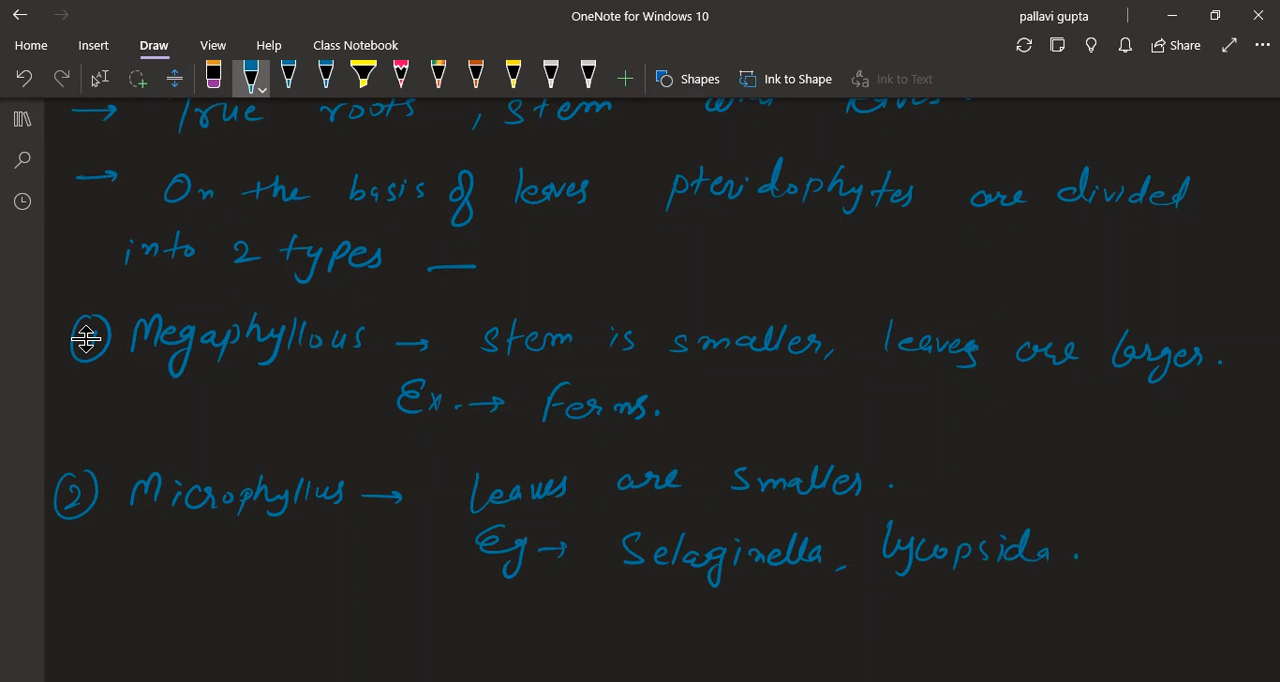 OneNote for Windows 10
pallavi gupta
Home Insert Draw View Help Class Notebook
Share
Shapes Ink to Shape Ink to Text
→ True roots, stem and leaves.
→ On the basis of leaves pteridophytes are divided
into 2 types —
Megaphyllous → stem is smaller, leaves are larger.
Ex. → Ferns.
② Microphyllus → leaves are smaller.
Eg → Selaginella, lycopsida.